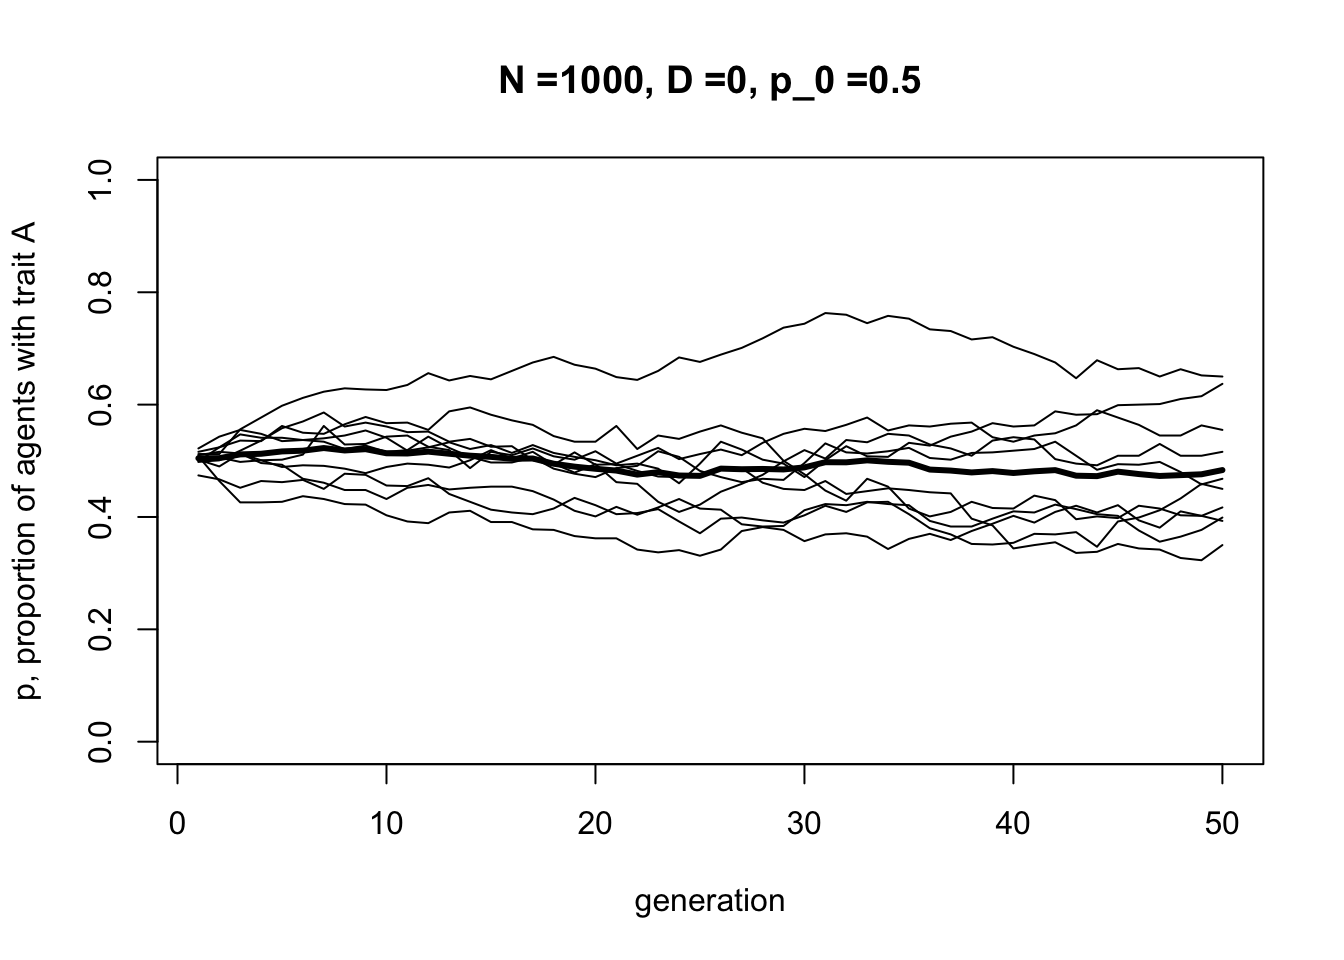 N =1000, D =0, p_0 =0.5
p, proportion of agents with trait A
1.0
0.8
0.6
0.4
0.2
0.0
0 10 20 30 40 50
generation